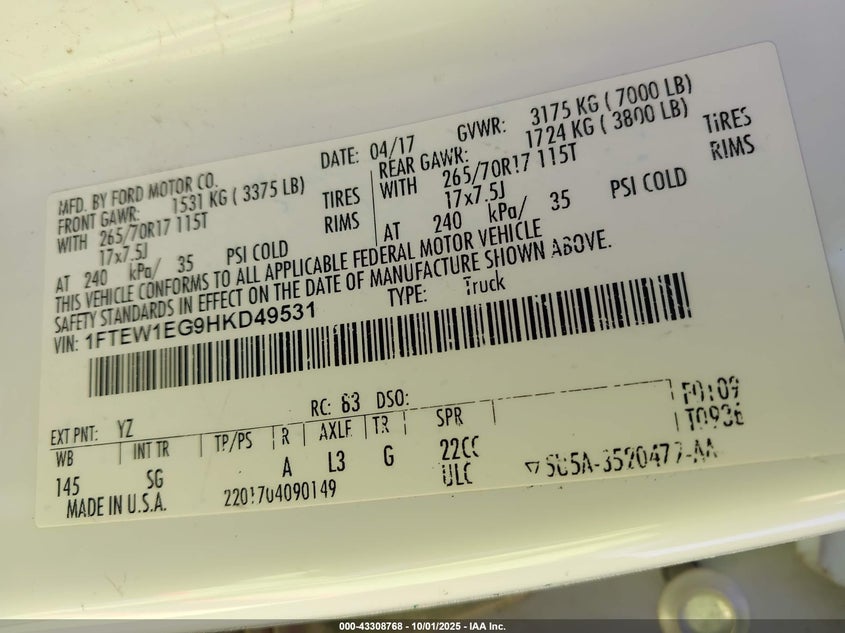 MFD. BY FORD MOTOR CO.
DATE: 04/17 GVWR: 3175 KG ( 7000 LB)
FRONT GAWR: 1531 KG ( 3375 LB)
REAR GAWR: 1724 KG ( 3800 LB)
WITH 265/70R17 115T TIRES
WITH 265/70R17 115T TIRES
17x7.5J RIMS
17x7.5J RIMS
AT 240 kPa/ 35 PSI COLD
AT 240 kPa/ 35 PSI COLD
THIS VEHICLE CONFORMS TO ALL APPLICABLE FEDERAL MOTOR VEHICLE
SAFETY STANDARDS IN EFFECT ON THE DATE OF MANUFACTURE SHOWN ABOVE.
VIN: 1FTEW1EG9HKD49531 TYPE: Truck
EXT PNT: YZ RC: 63 DSO:
WB INT TR TP/PS R AXLE TR SPR
145 SG A L3 G 22CC
ULC
MADE IN U.S.A. 2201704090149
000-43308768 - 10/01/2025 - IAA Inc.